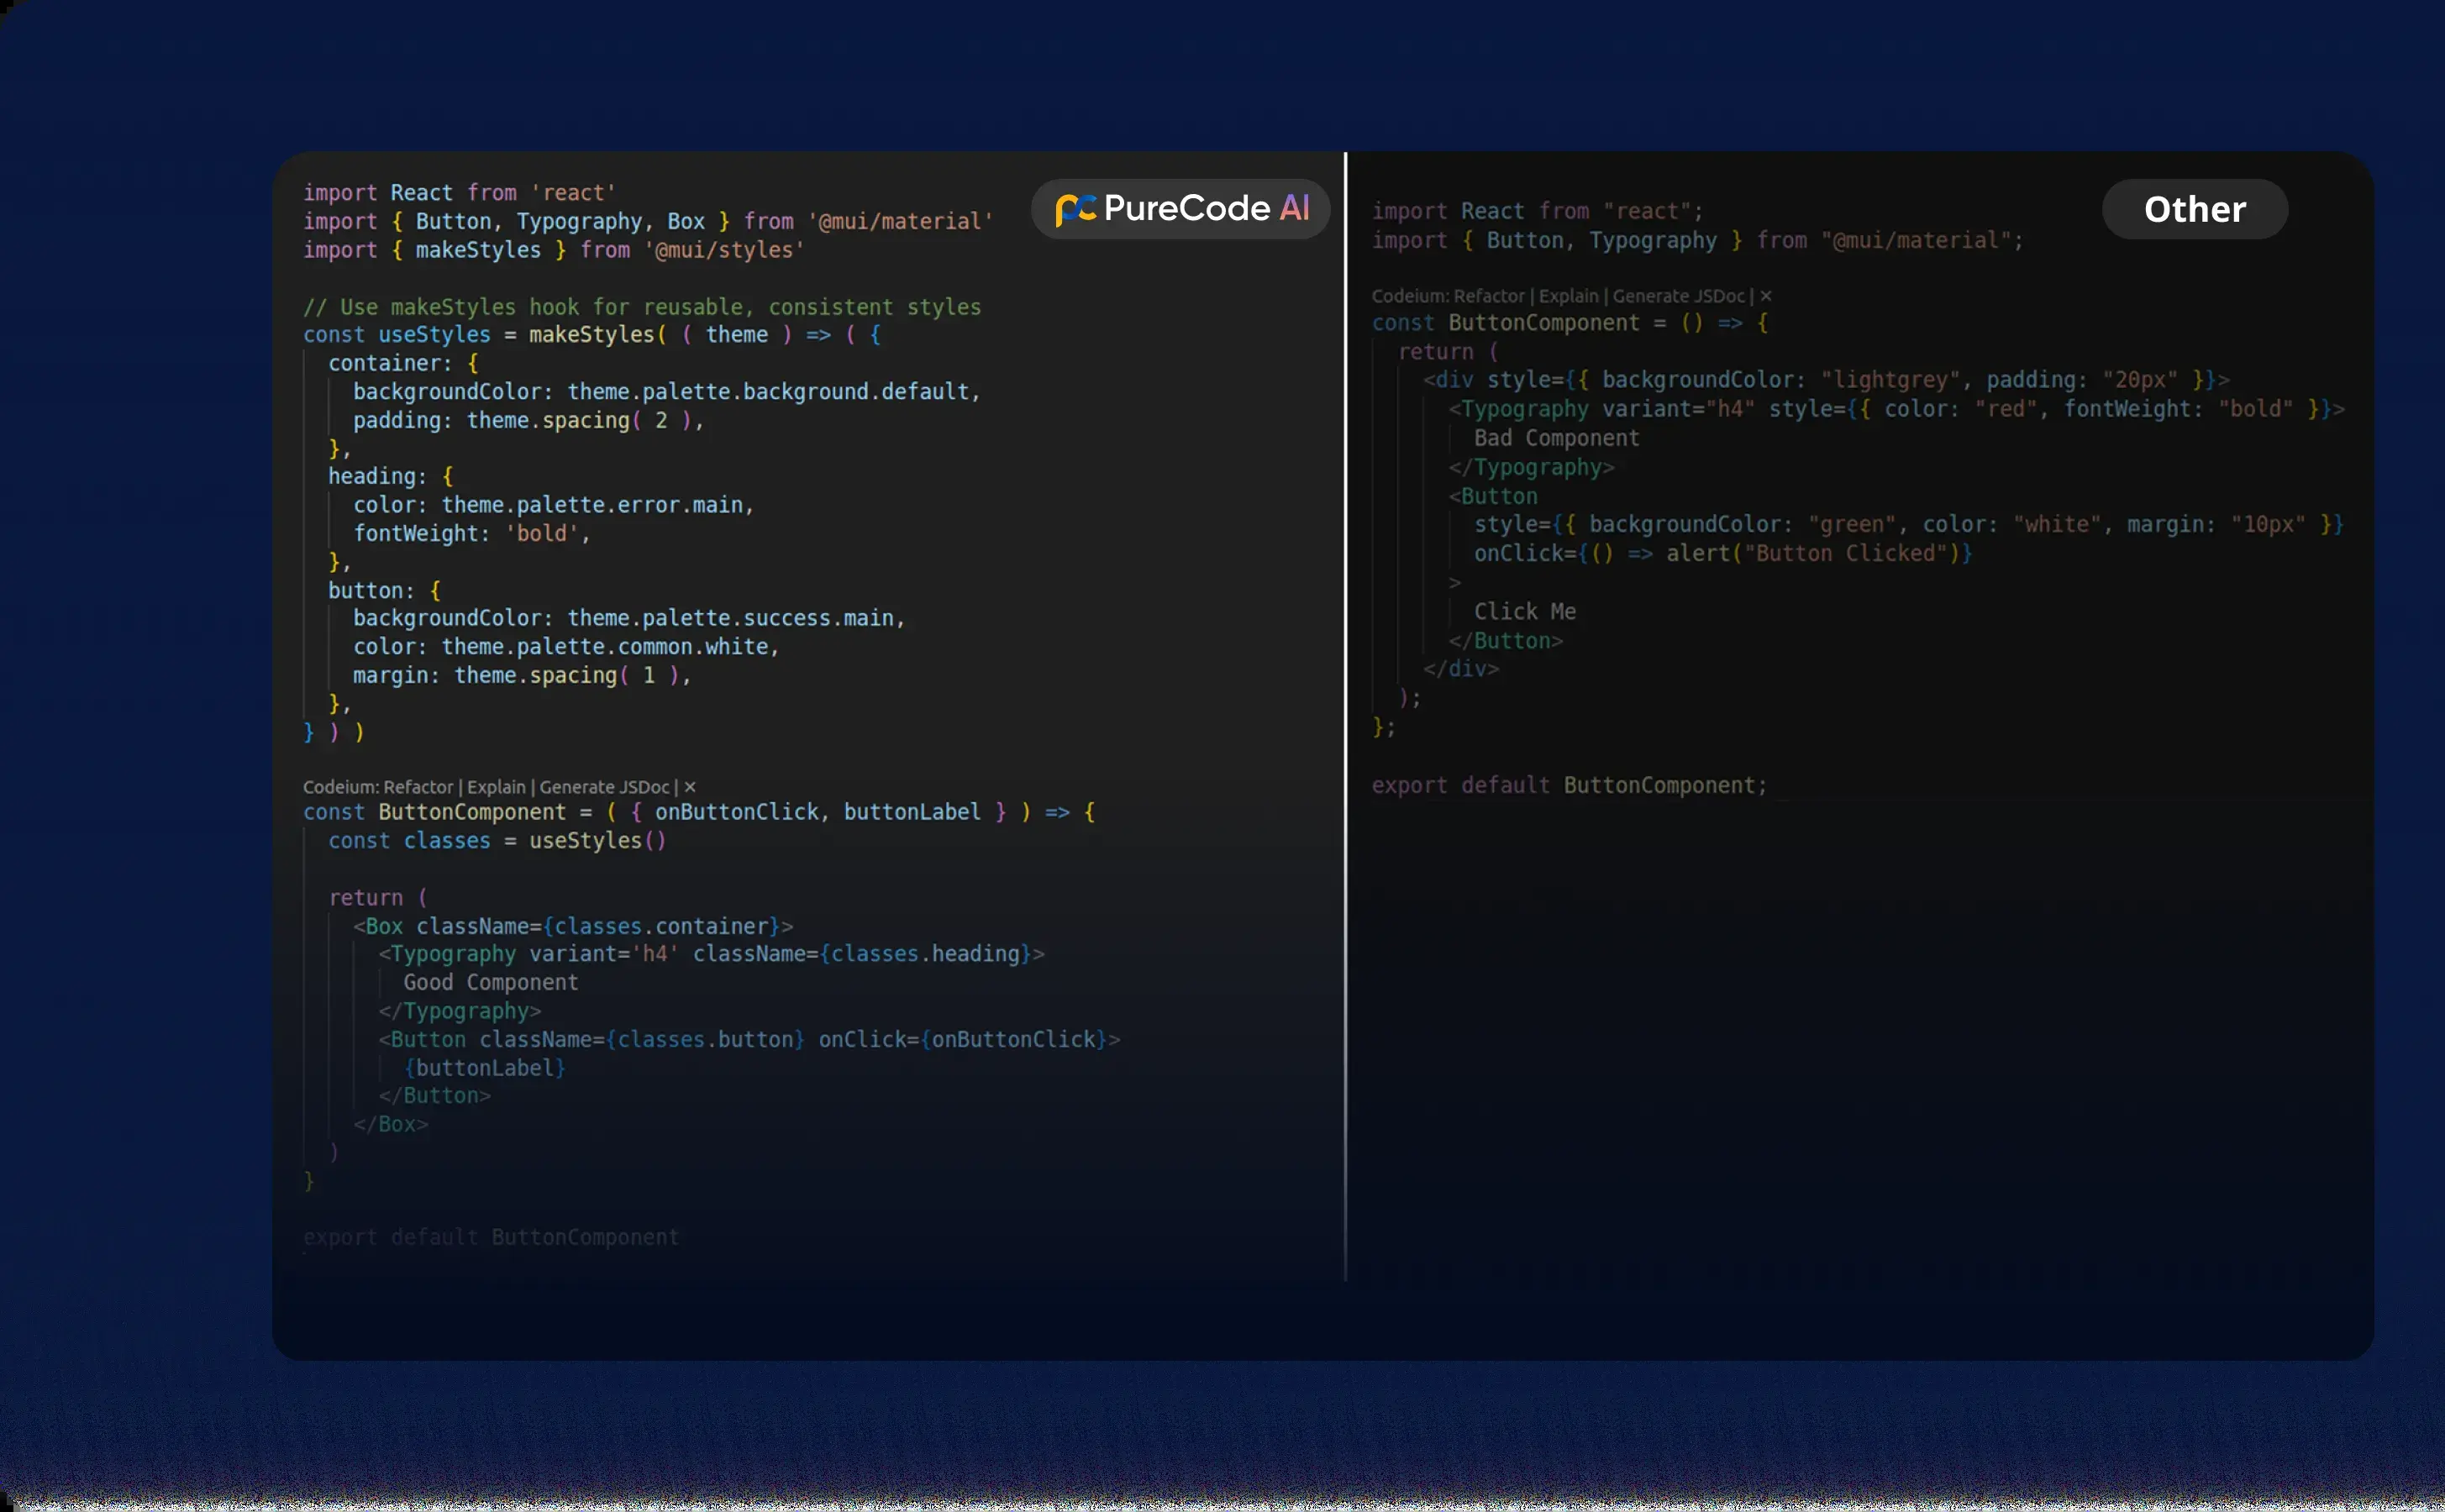 import React from 'react'
import { Button, Typography, Box } from '@mui/material'
import { makeStyles } from '@mui/styles'
PureCode AI
// Use makeStyles hook for reusable, consistent styles
const useStyles = makeStyles( ( theme ) => ( {
  container: {
    backgroundColor: theme.palette.background.default,
    padding: theme.spacing( 2 ),
  },
  heading: {
    color: theme.palette.error.main,
    fontWeight: 'bold',
  },
  button: {
    backgroundColor: theme.palette.success.main,
    color: theme.palette.common.white,
    margin: theme.spacing( 1 ),
  },
} ) )
Codeium: Refactor | Explain | Generate JSDoc | ✕
const ButtonComponent = ( { onButtonClick, buttonLabel } ) => {
  const classes = useStyles()
  return (
    <Box className={classes.container}>
      <Typography variant='h4' className={classes.heading}>
        Good Component
      </Typography>
      <Button className={classes.button} onClick={onButtonClick}>
        {buttonLabel}
      </Button>
    </Box>
  )
}
export default ButtonComponent
Other
import React from "react";
import { Button, Typography } from "@mui/material";
Codeium: Refactor | Explain | Generate JSDoc | ✕
const ButtonComponent = () => {
  return (
    <div style={{ backgroundColor: "lightgrey", padding: "20px" }}>
      <Typography variant="h4" style={{ color: "red", fontWeight: "bold" }}>
        Bad Component
      </Typography>
      <Button
        style={{ backgroundColor: "green", color: "white", margin: "10px" }}
        onClick={() => alert("Button Clicked")}
      >
        Click Me
      </Button>
    </div>
  );
};
export default ButtonComponent;